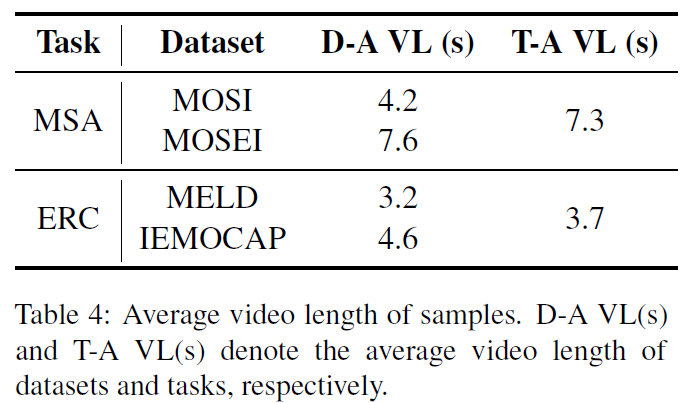 Task Dataset D-A VL (s) T-A VL (s)
MSA MOSI 4.2 7.3
MOSEI 7.6
ERC MELD 3.2 3.7
IEMOCAP 4.6
Table 4: Average video length of samples. D-A VL(s)
and T-A VL(s) denote the average video length of
datasets and tasks, respectively.